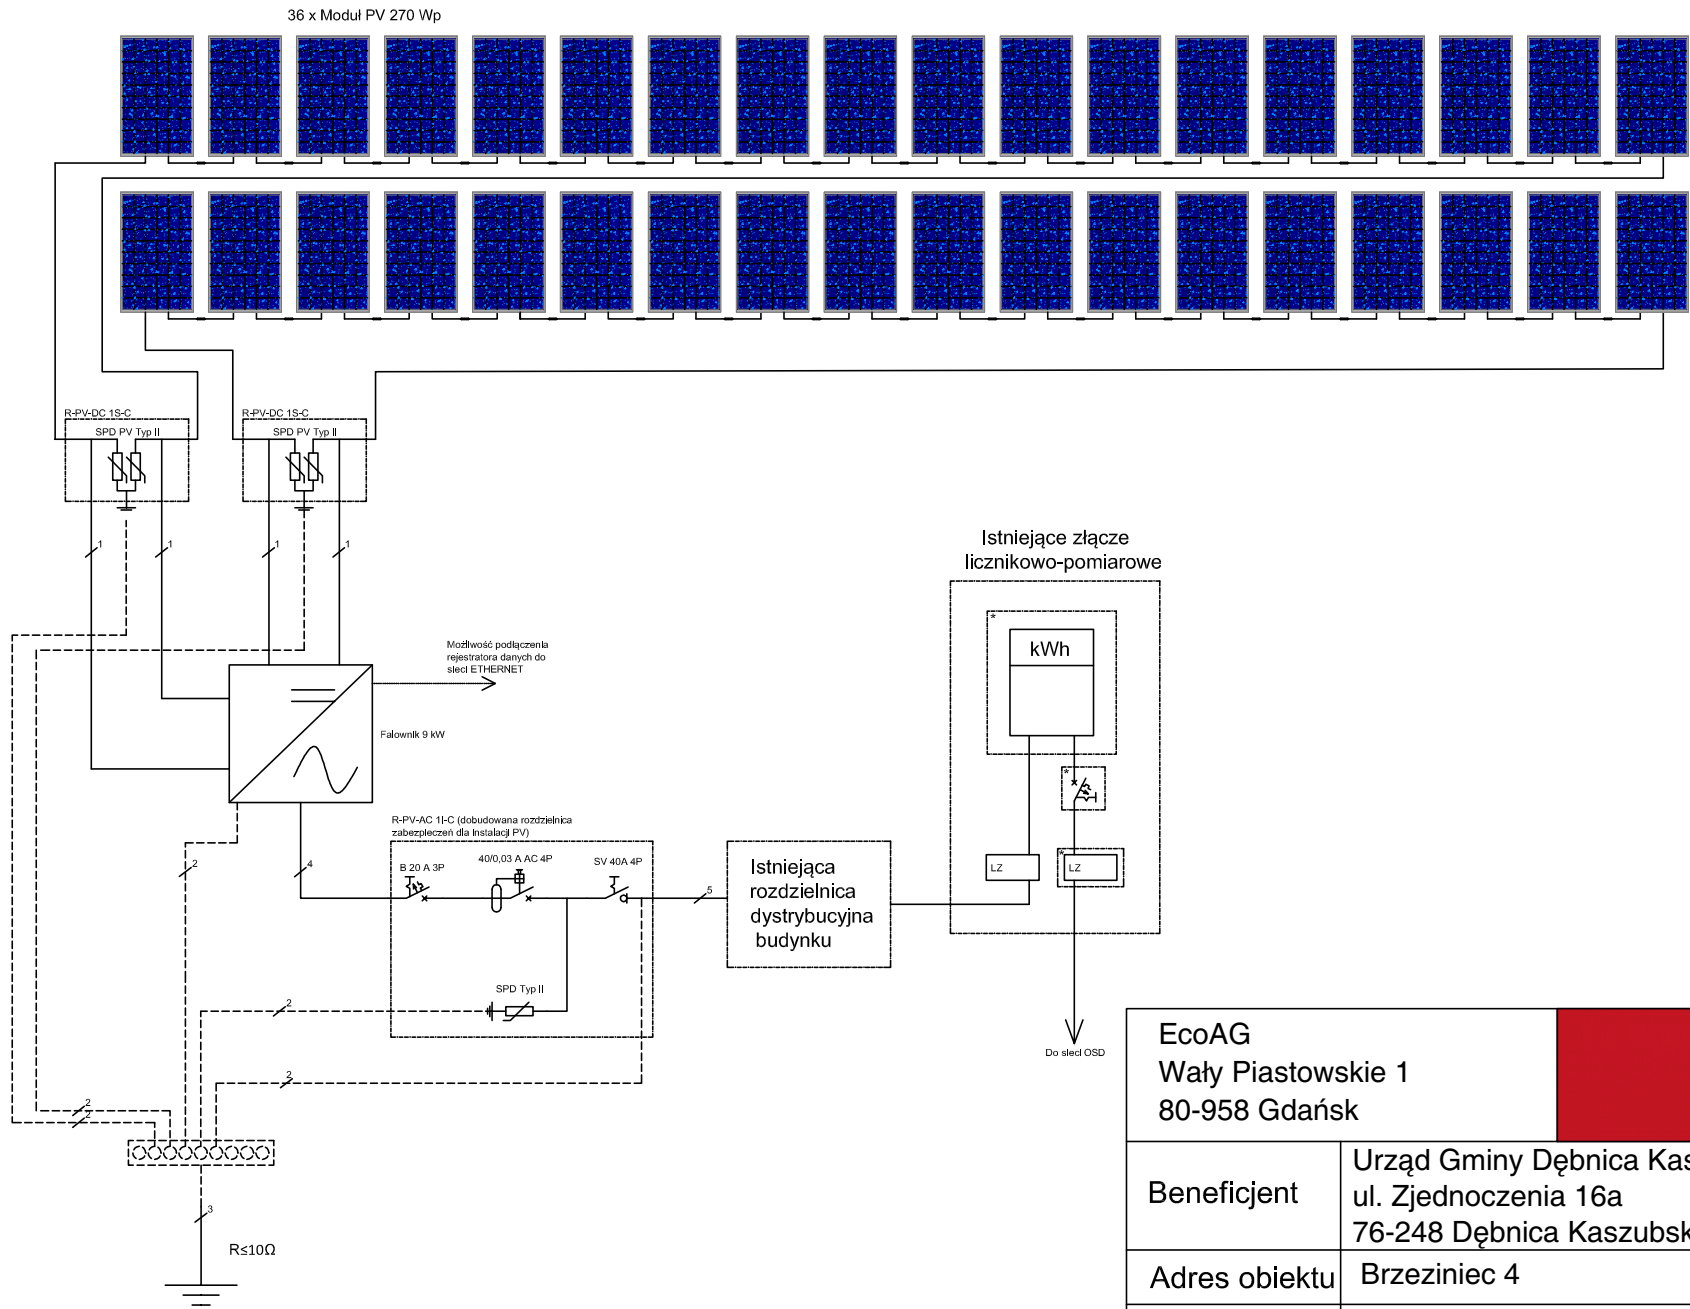 36 x Moduł PV 270 Wp
R-PV-DC 1S-C
SPD PV Typ II
R-PV-DC 1S-C
SPD PV Typ II
1
1
1
1
Możliwość podłączenia
rejestratora danych do
sieci ETHERNET
Falownik 9 kW
Istniejące złącze
licznikowo-pomiarowe
*
kWh
*
LZ
*
LZ
R-PV-AC 1I-C (dobudowana rozdzielnica
zabezpieczeń dla Instalacji PV)
B 20 A 3P
40/0,03 A AC 4P
SV 40A 4P
2
4
5
Istniejąca
rozdzielnica
dystrybucyjna
budynku
SPD Typ II
2
2
2
2
3
R≤10Ω
Do sieci OSD
EcoAG
Wały Piastowskie 1
80-958 Gdańsk
Beneficjent
Urząd Gminy Dębnica Kas
ul. Zjednoczenia 16a
76-248 Dębnica Kaszubsk
Adres obiektu
Brzeziniec 4